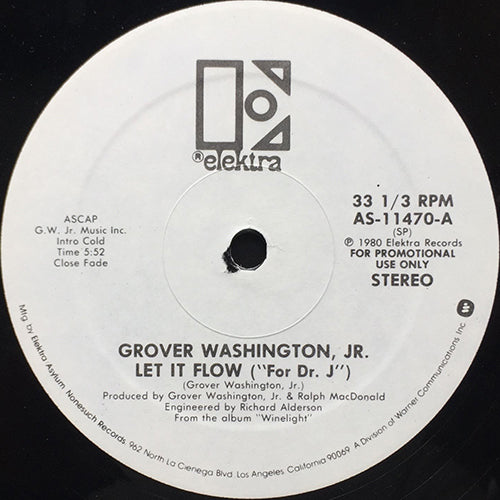 ® elektra
ASCAP
G.W. Jr. Music Inc.
Intro Cold
Time 5:52
Close Fade
33 1/3 RPM
AS-11470-A
(SP)
℗ 1980 Elektra Records
FOR PROMOTIONAL
USE ONLY
STEREO
GROVER WASHINGTON, JR.
LET IT FLOW ("For Dr. J")
(Grover Washington, Jr.)
Produced by Grover Washington, Jr. & Ralph MacDonald
Engineered by Richard Alderson
From the album "Winelight"
Mfg. by Elektra Asylum Nonesuch Records. 962 North La Cienega Blvd. Los Angeles, California 90069. A Division of Warner Communications Inc.